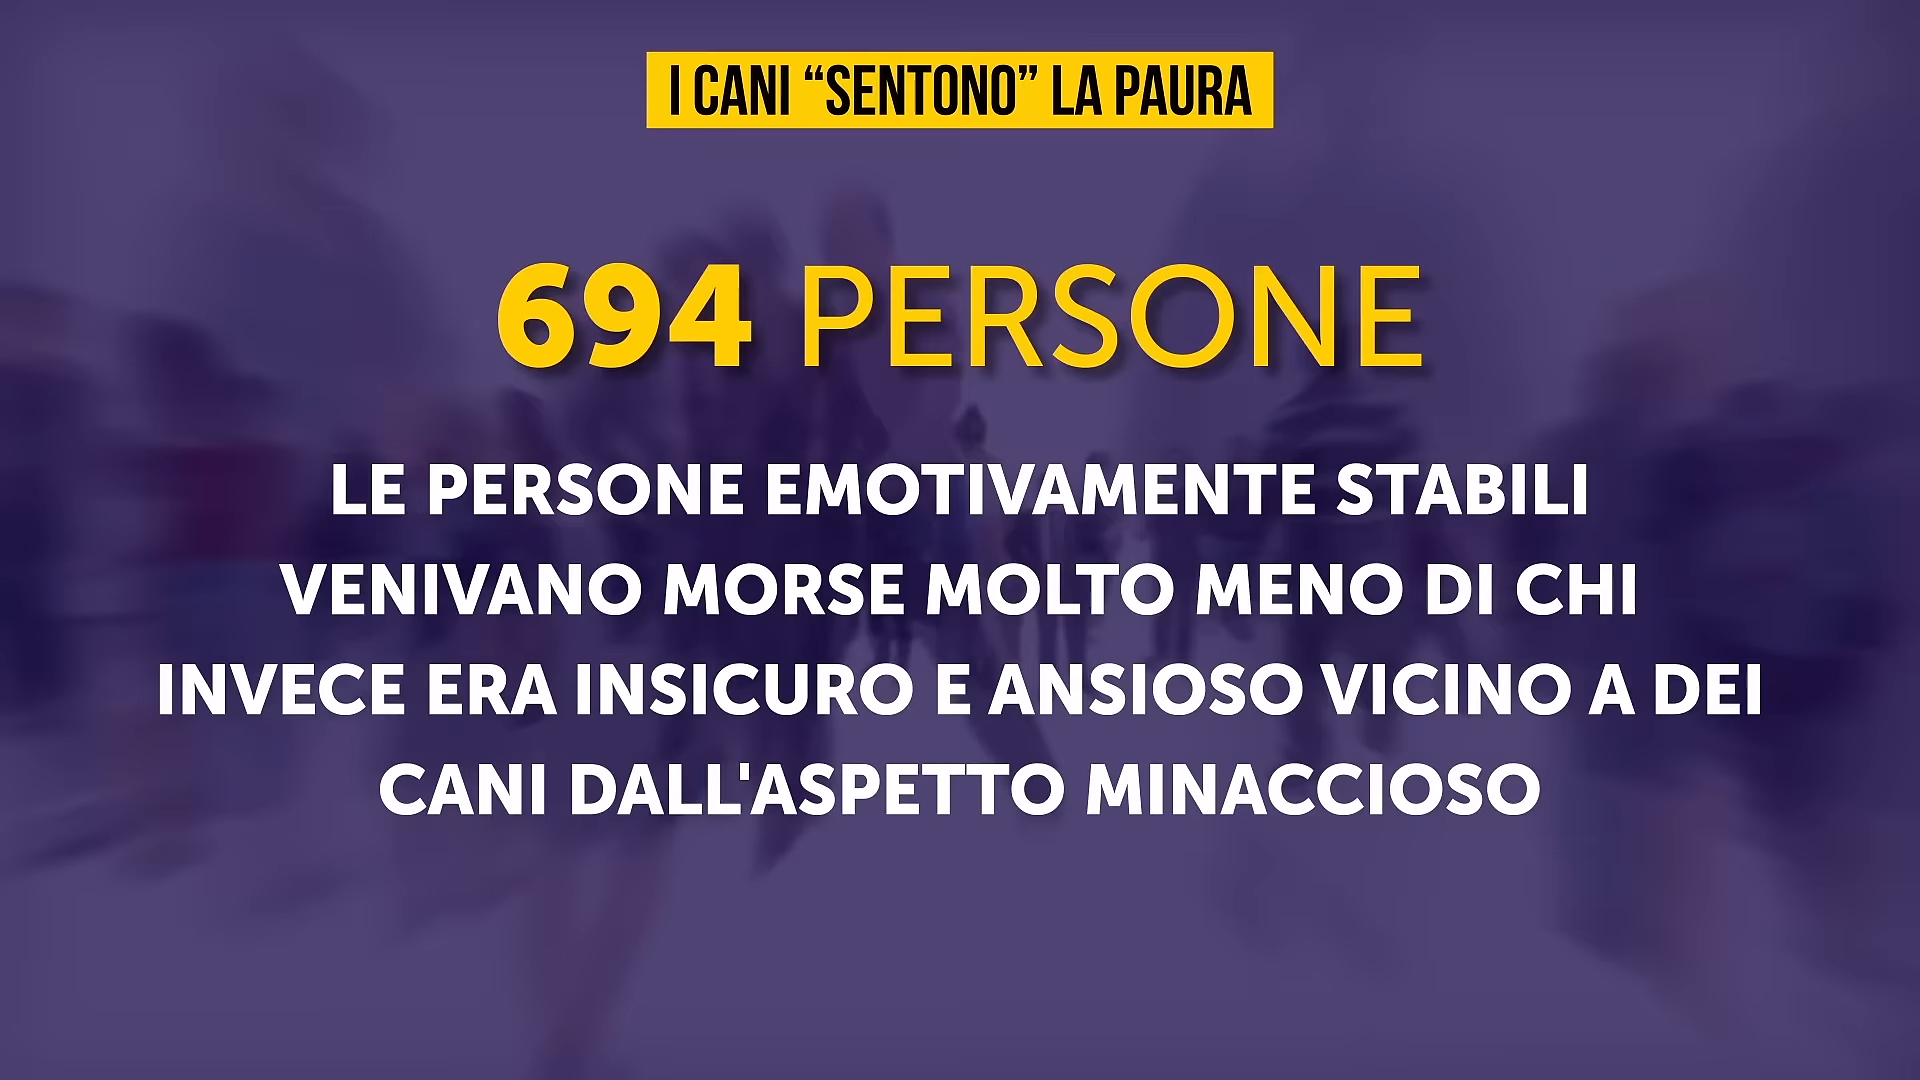 I CANI “SENTONO” LA PAURA
694 PERSONE
LE PERSONE EMOTIVAMENTE STABILI
VENIVANO MORSE MOLTO MENO DI CHI
INVECE ERA INSICURO E ANSIOSO VICINO A DEI
CANI DALL'ASPETTO MINACCIOSO